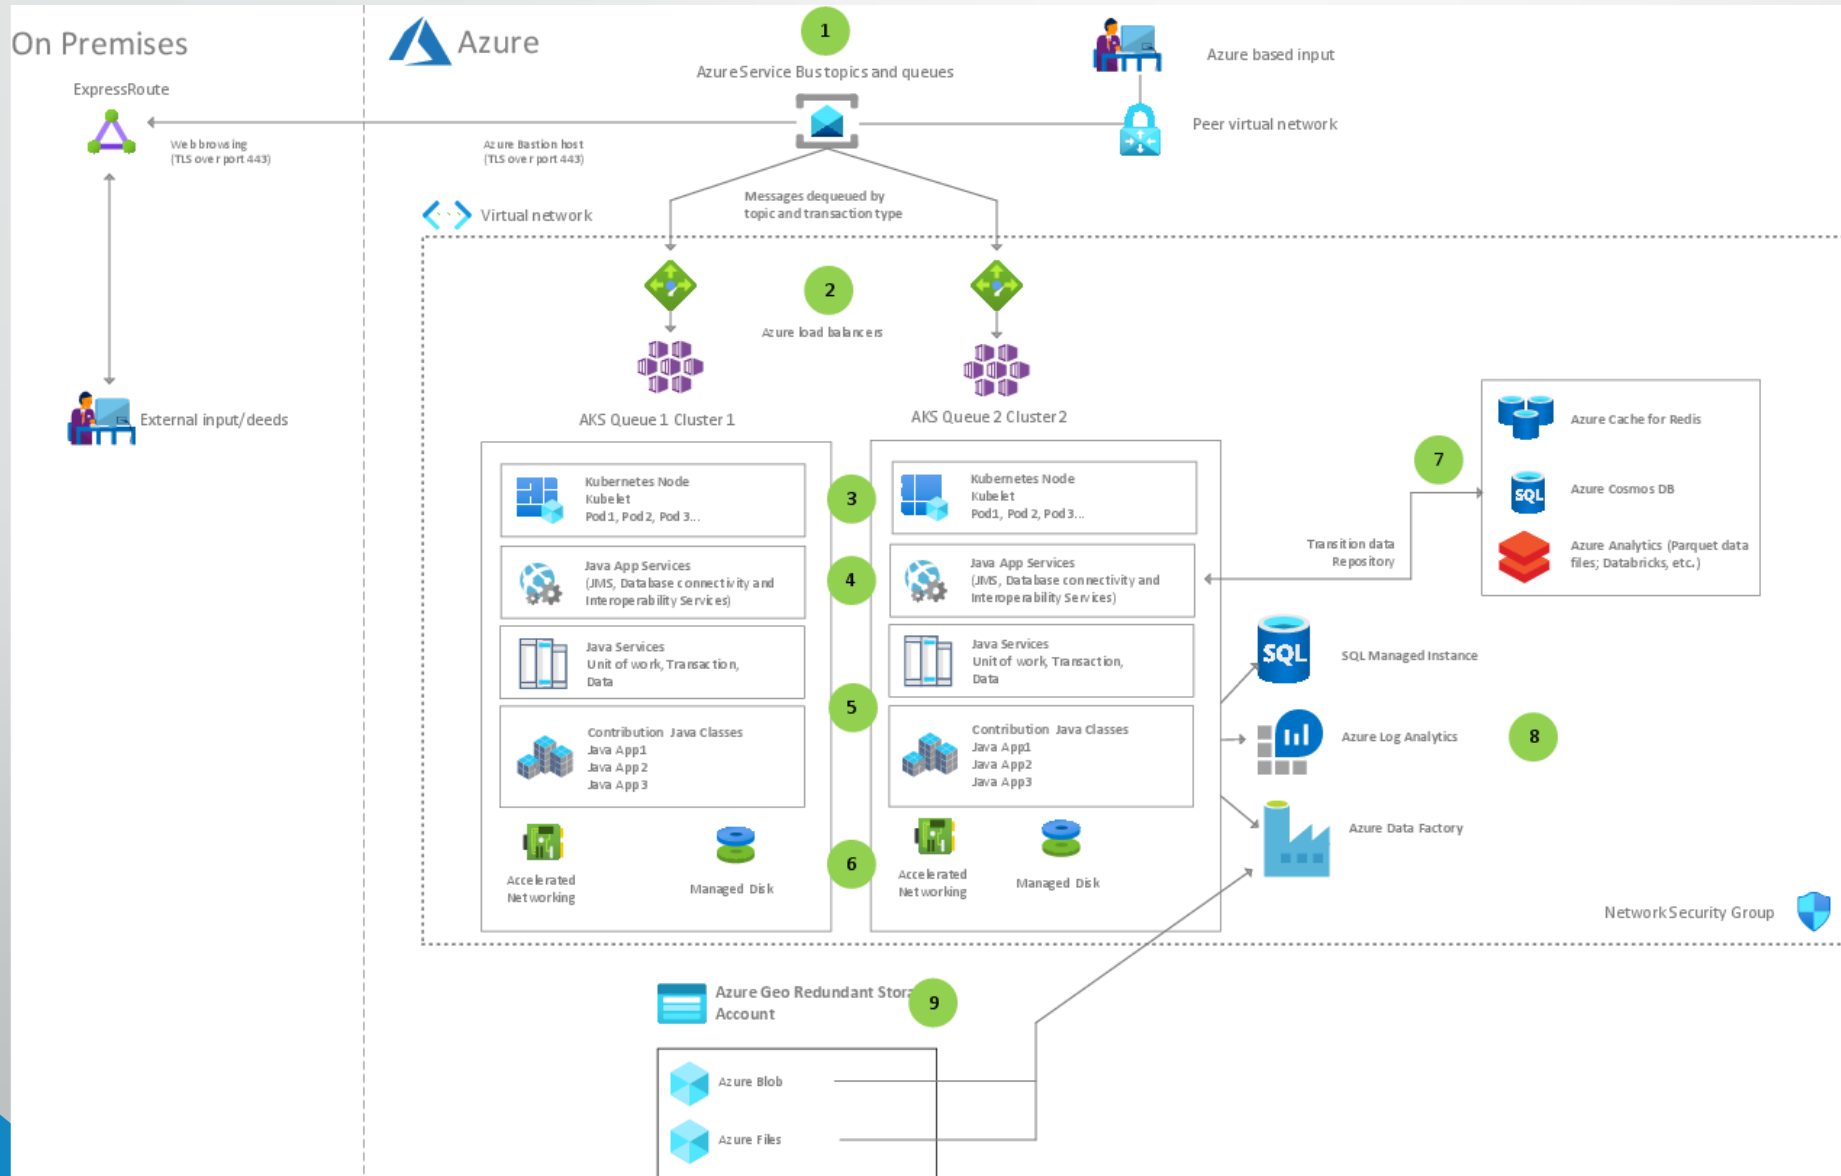 On Premises
Azure
1
Azure Service Bus topics and queues
Azure based input
ExpressRoute
Peer virtual network
Web browsing
(TLS over port 443)
Azure Bastion host
(TLS over port 443)
Messages dequeued by
topic and transaction type
Virtual network
2
Azure load balancers
External input/deeds
AKS Queue 1 Cluster 1
AKS Queue 2 Cluster 2
Kubernetes Node
Kubelet
Pod1, Pod2, Pod 3...
3
Kubernetes Node
Kubelet
Pod1, Pod 2, Pod 3...
Java App Services
(JMS, Database connectivity and
Interoperability Services)
4
Java App Services
(JMS, Database connectivity and
Interoperability Services)
Java Services
Unit of work, Transaction,
Data
Java Services
Unit of work, Transaction,
Data
5
Contribution Java Classes
Java App1
Java App2
Java App3
Contribution Java Classes
Java App1
Java App2
Java App3
Accelerated
Networking
Managed Disk
6
Accelerated
Networking
Managed Disk
7
Azure Cache for Redis
Azure Cosmos DB
SQL
Azure Analytics (Parquet data
files; Databricks, etc.)
Transition data
Repository
SQL
SQL Managed Instance
Azure Log Analytics
8
Azure Data Factory
Network Security Group
Azure Geo Redundant Stora
Account
9
Azure Blob
Azure Files